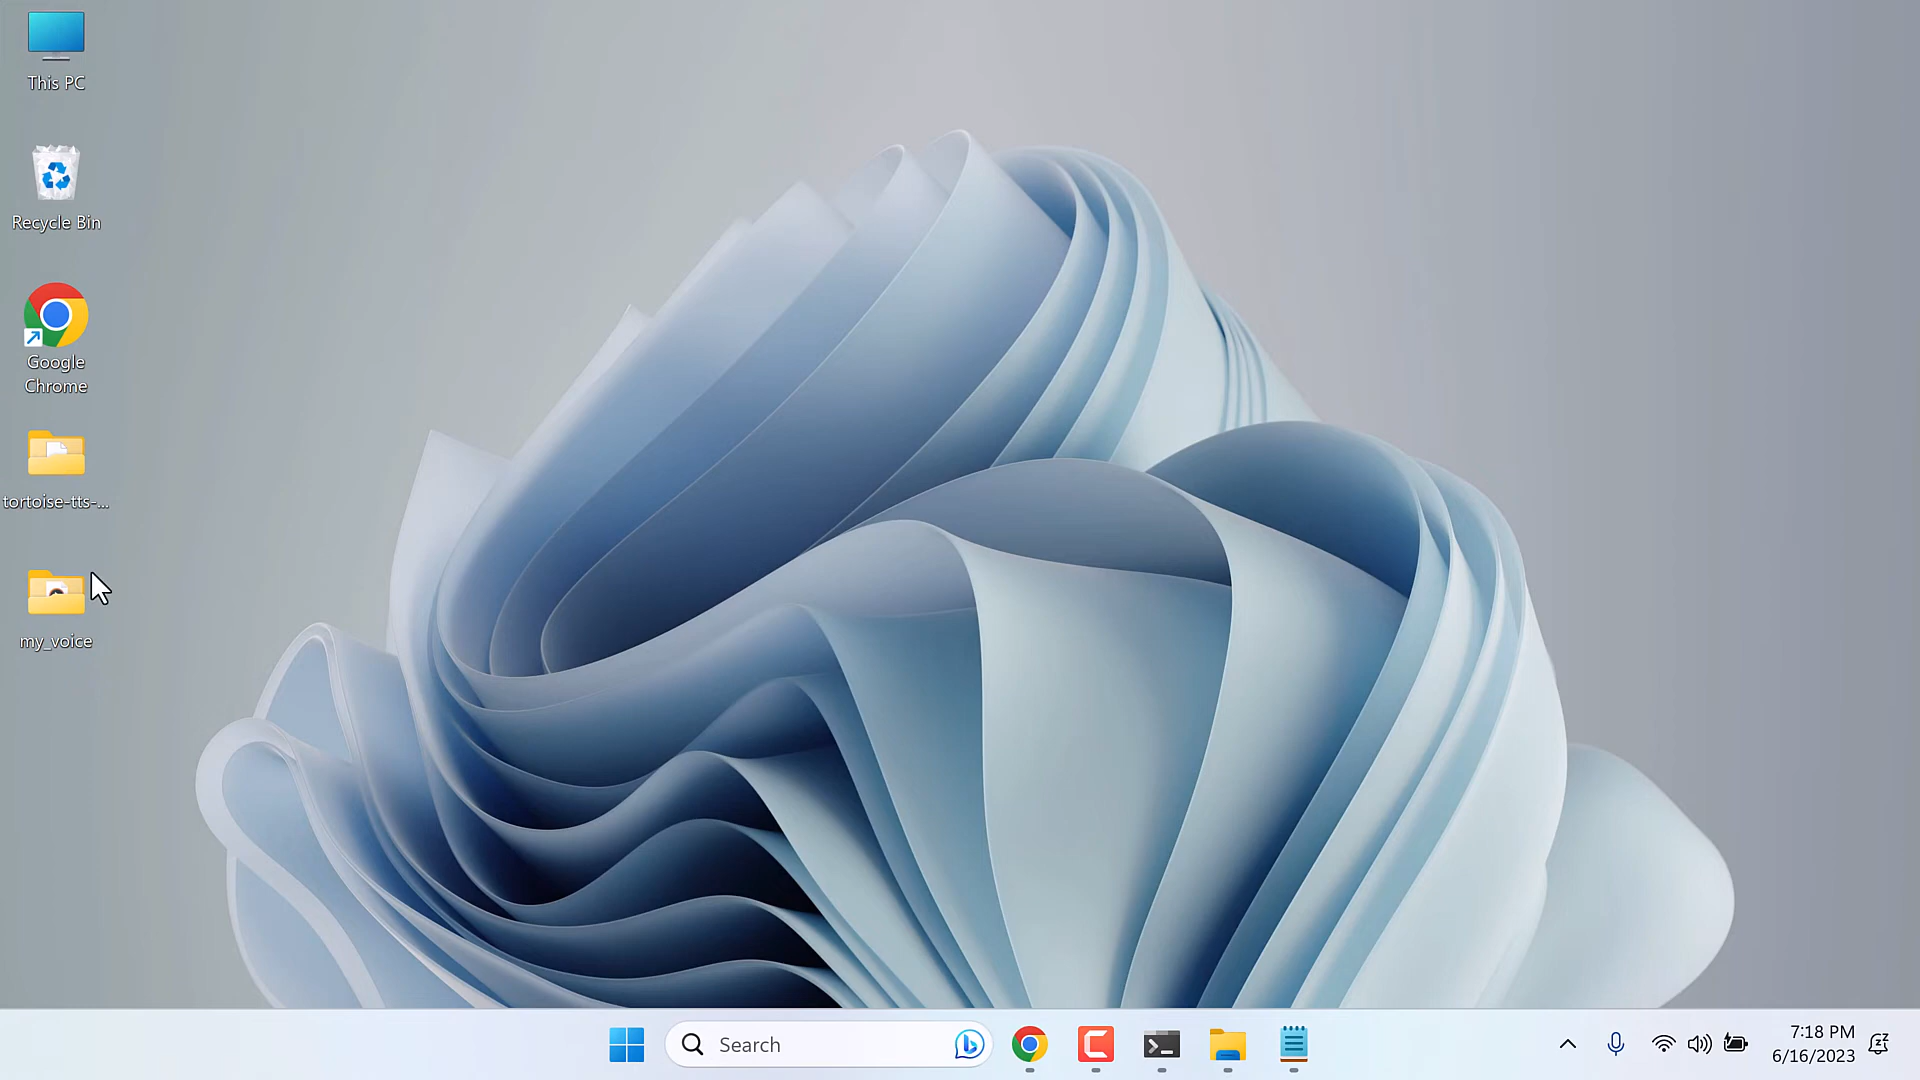 This PC
Recycle Bin
Google
Chrome
tortoise-tts-...
my_voice
Search
7:18 PM
6/16/2023